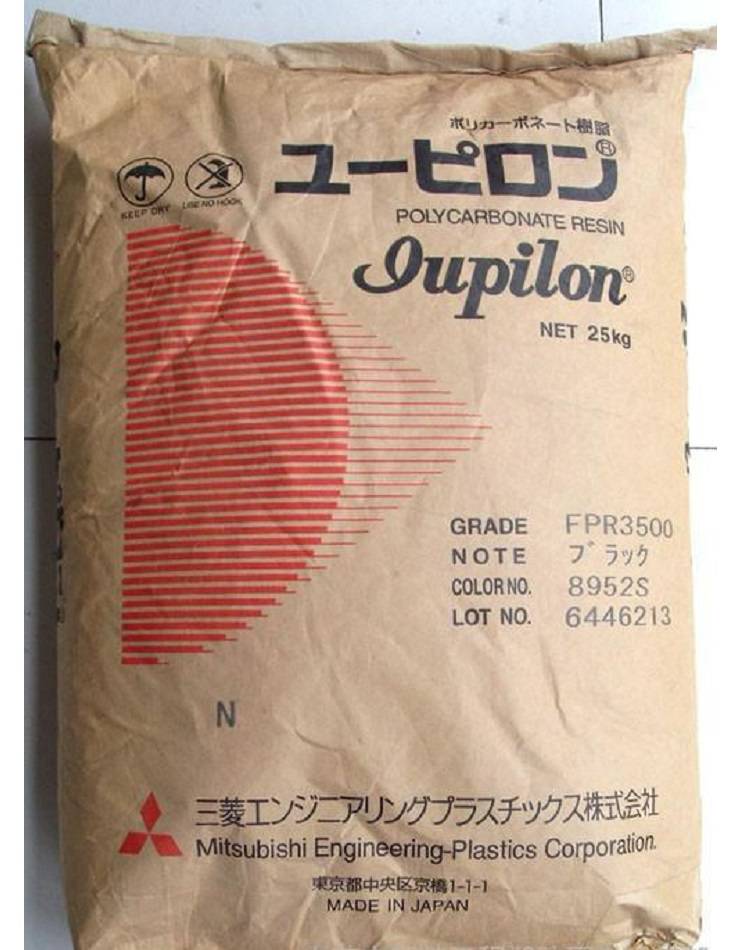 ポリカーボネート樹脂
ユーピロン®
KEEP DRY
USE NO HOOK
POLYCARBONATE RESIN
Iupilon®
NET 25kg
GRADE FPR3500
NOTE ブラック
COLOR NO. 8952S
LOT NO. 6446213
N
三菱エンジニアリングプラスチックス株式会社
Mitsubishi Engineering-Plastics Corporation.
東京都中央区京橋1-1-1
MADE IN JAPAN